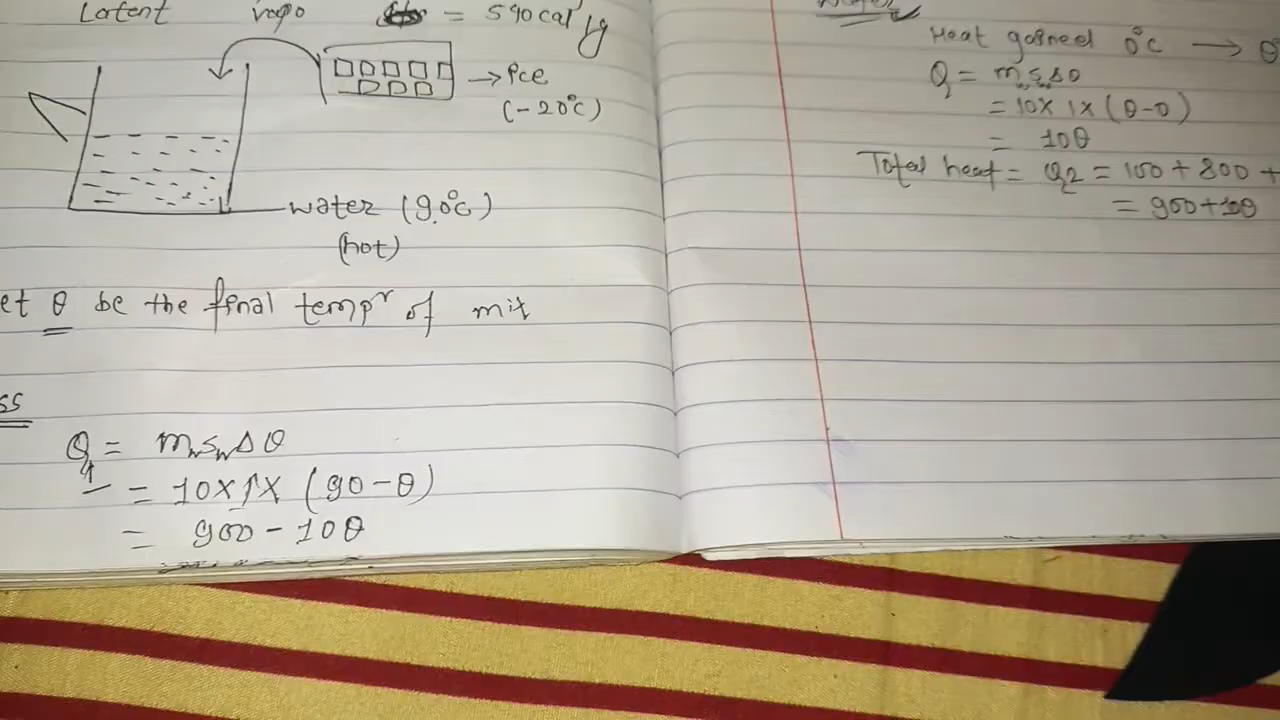 Latent vapo = 540 cal/g
→ Ice
(-20°C)
water (90°C)
(hot)
et θ be the final tempr of mix
ss
Q1 = mwswΔθ
= 10×1×(90-θ)
= 900-10θ
Heat gained 0°C → θ
Q = mwswΔθ
= 10×1×(θ-0)
= 10θ
Total heat = Q2 = 100+800+
= 900+10θ